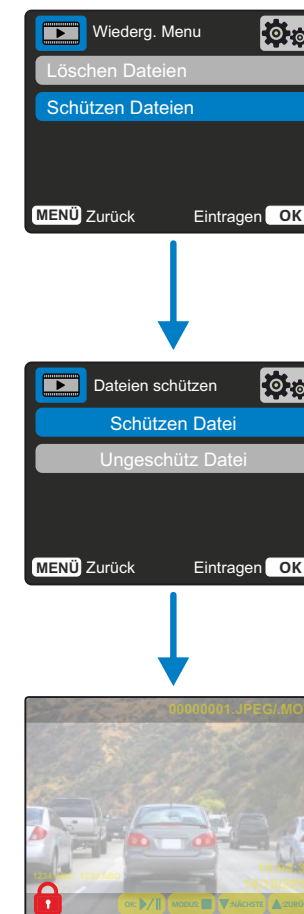 Wiederg. Menu
Löschen Dateien
Schützen Dateien
MENÜ Zurück Eintragen OK
Dateien schützen
Schützen Datei
Ungeschütz Datei
MENÜ Zurück Eintragen OK
00000001.JPEG/.MO
OK: MODUS: NÄCHSTE